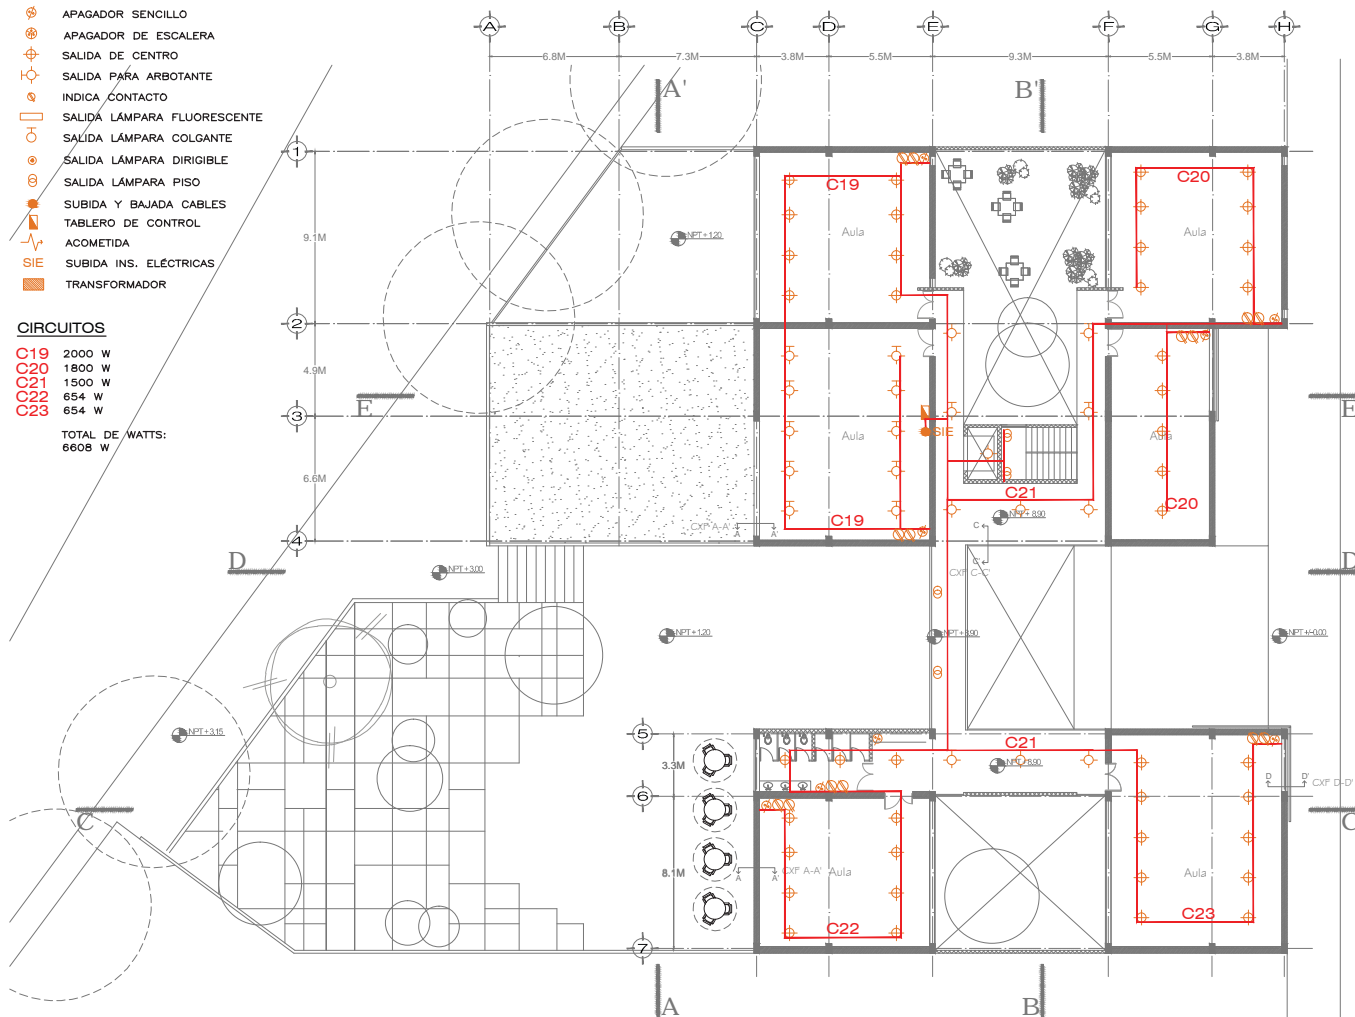 APAGADOR SENCILLO
APAGADOR DE ESCALERA
SALIDA DE CENTRO
SALIDA PARA ARBOTANTE
INDICA CONTACTO
SALIDA LÁMPARA FLUORESCENTE
SALIDA LÁMPARA COLGANTE
SALIDA LÁMPARA DIRIGIBLE
SALIDA LÁMPARA PISO
SUBIDA Y BAJADA CABLES
TABLERO DE CONTROL
ACOMETIDA
SIE SUBIDA INS. ELÉCTRICAS
TRANSFORMADOR
CIRCUITOS
C19 2000 W
C20 1800 W
C21 1500 W
C22 654 W
C23 654 W
TOTAL DE WATTS:
6608 W
A B C D E F G H
6.8M 7.3M 3.8M 5.5M 9.3M 5.5M 3.8M
A' B'
1
C19 C20
Aula Aula
NPT+1.20
9.1M
2
4.9M
E E
3
SIE
Aula Aula
6.6M
C21 C20
C19
NPT+8.90
CXF A-A' A A'
C
4
D D
NPT+3.00
C'
CXF C-C'
NPT+1.20 NPT+8.90 NPT+/-0.00
NPT+3.15
5
C21
3.3M
NPT+8.90
D D' CXF D-D'
6
C C
8.1M
A A' CXF A-A' Aula Aula
C22 C23
7
A B